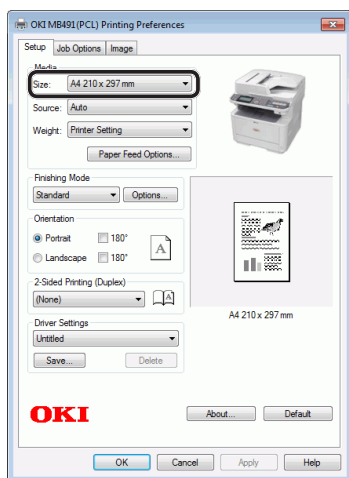 OKI MB491(PCL) Printing Preferences
Setup Job Options Image
Media
Size: A4 210 x 297 mm
Source: Auto
Weight: Printer Setting
Paper Feed Options...
Finishing Mode
Standard Options...
Orientation
Portrait 180°
Landscape 180°
A
2-Sided Printing (Duplex)
(None)
A
A4 210 x 297 mm
Driver Settings
Untitled
Save... Delete
OKI
About... Default
OK Cancel Apply Help